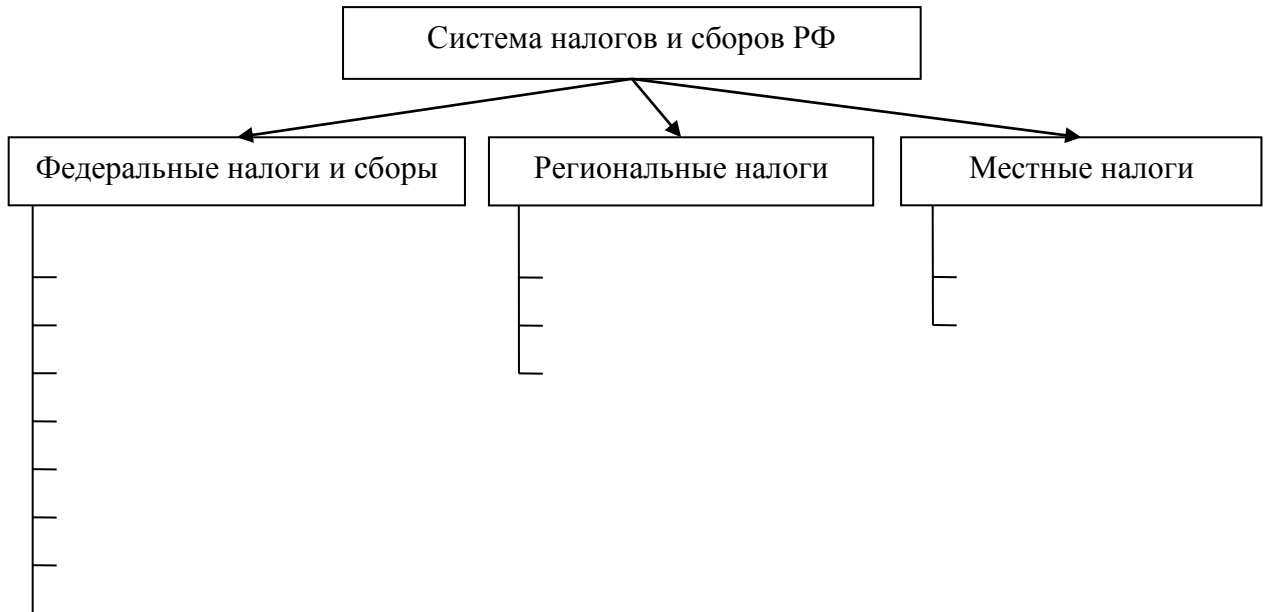 Система налогов и сборов РФ
Федеральные налоги и сборы
Региональные налоги
Местные налоги